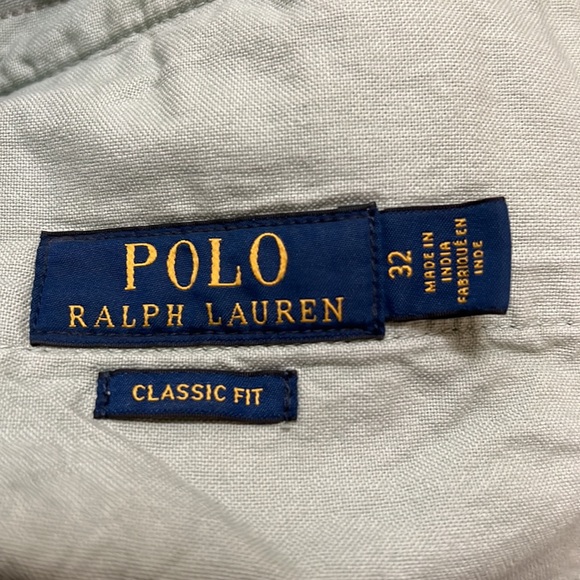 POLO
RALPH LAUREN
32
MADE IN
INDIA
FABRIQUÉ EN
INDE
CLASSIC FIT